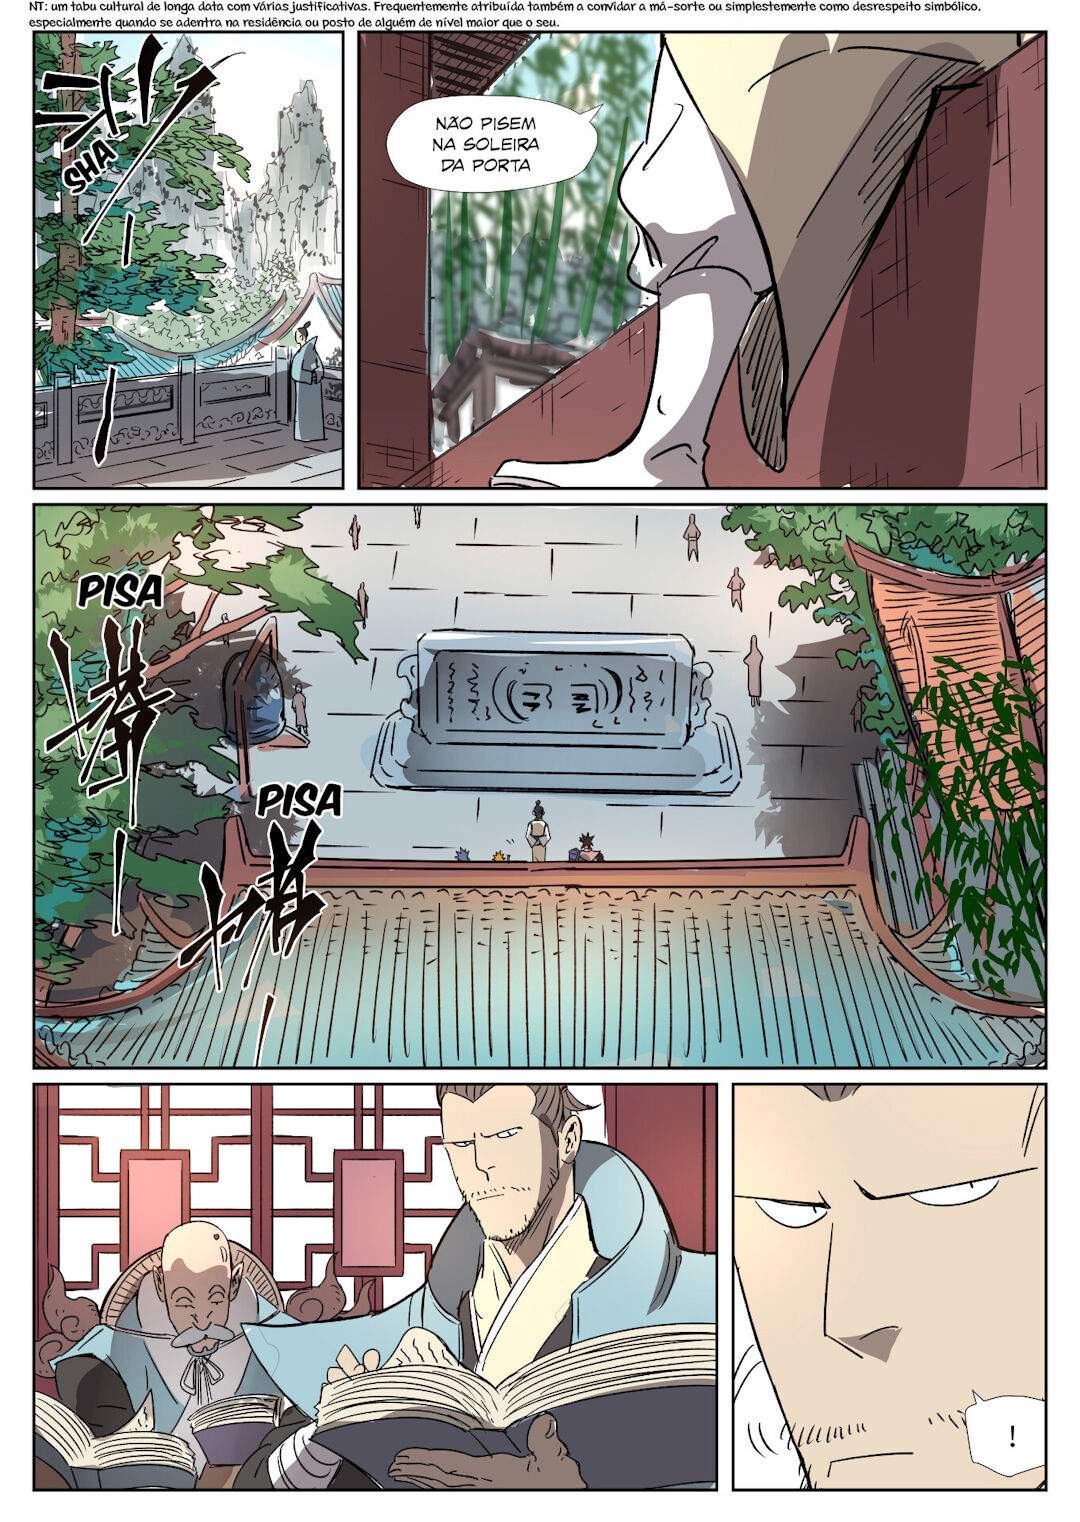 NT: um tabu cultural de longa data com várias justificativas. Frequentemente atribuída também a convidar a má-sorte ou simplestemente como desrespeito simbólico,
especialmente quando se adentra na residência ou posto de alguém de nível maior que o seu.
SHA
NÃO PISEM
NA SOLEIRA
DA PORTA
PISA
PISA
!